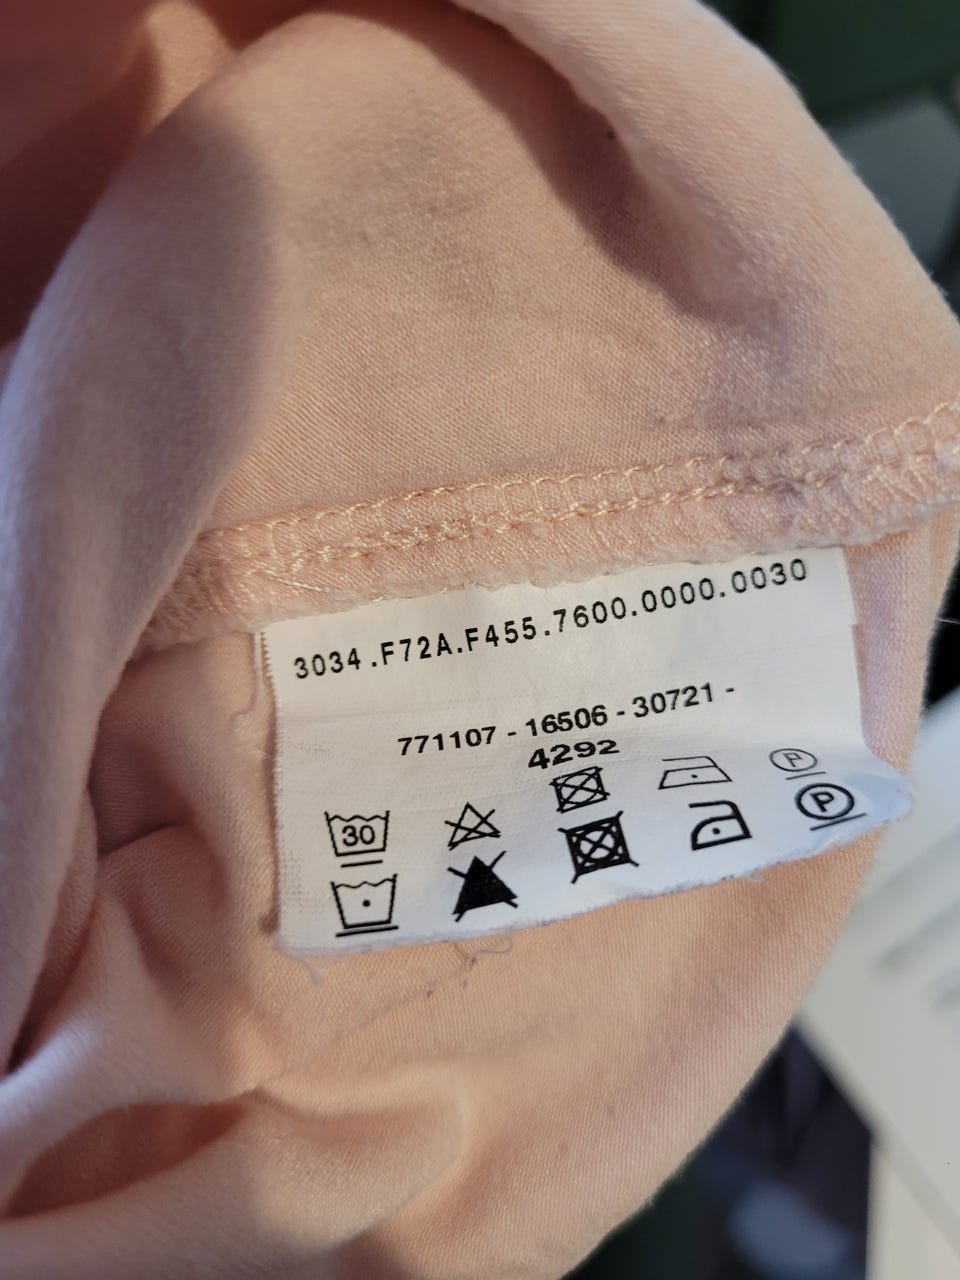 3034.F72A.F455.7600.0000.0030
771107 - 16506 - 30721 -
4292
30
P
P